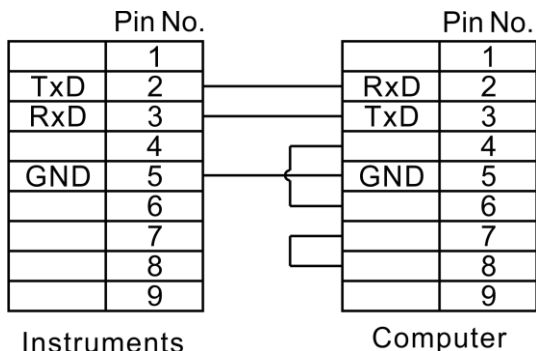 Pin No. Pin No.
1 1
TxD 2 RxD 2
RxD 3 TxD 3
4 4
GND 5 GND 5
6 6
7 7
8 8
9 9
Instruments Computer